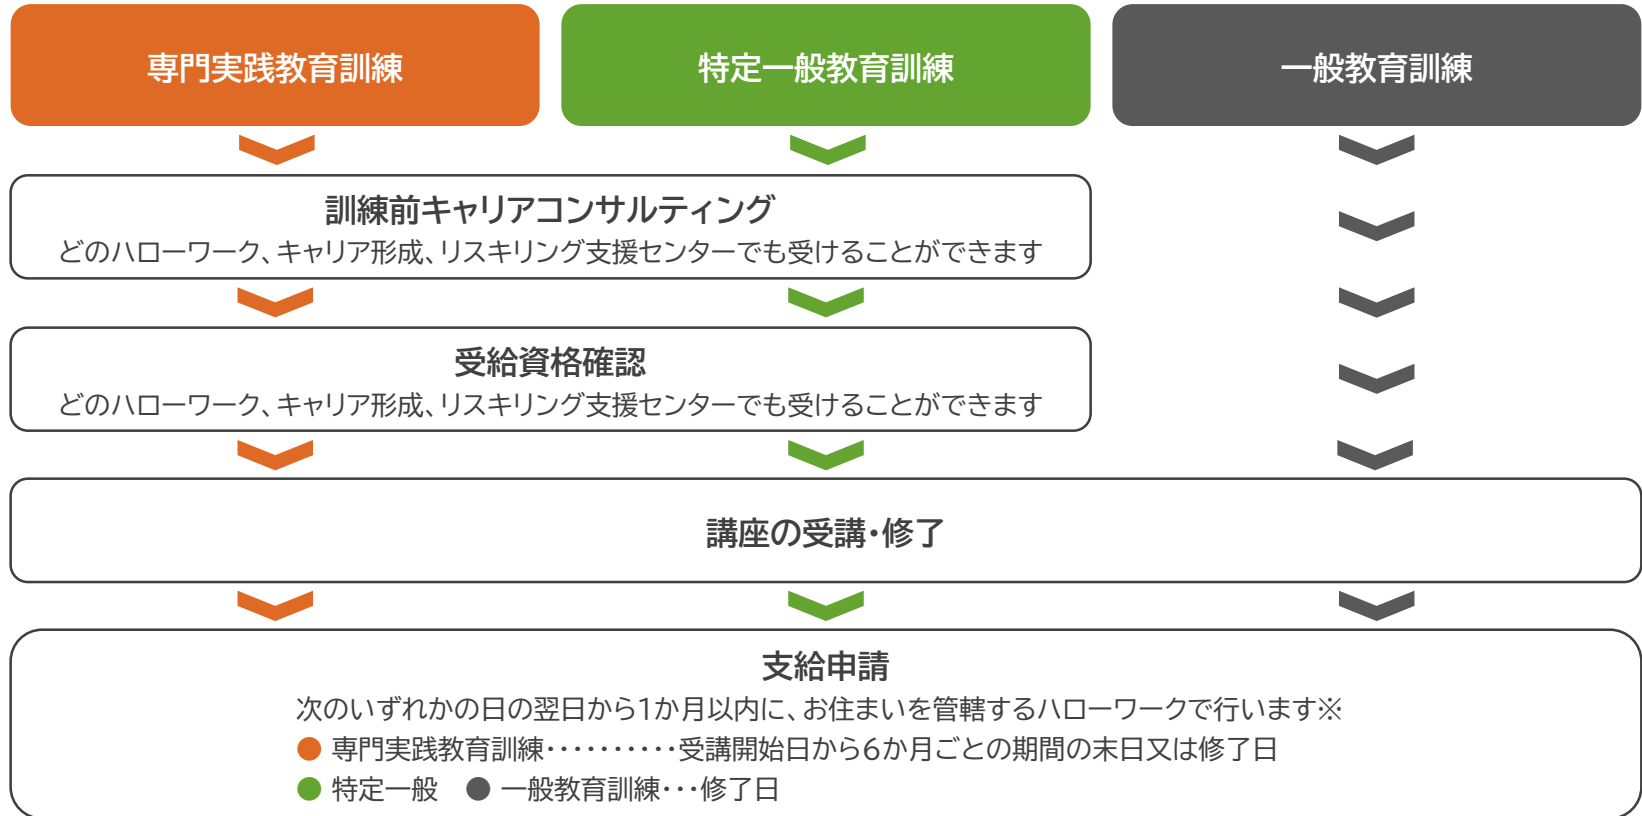 専門実践教育訓練
特定一般教育訓練
一般教育訓練
訓練前キャリアコンサルティング
どのハローワーク、キャリア形成、リスキリング支援センターでも受けることができます
受給資格確認
どのハローワーク、キャリア形成、リスキリング支援センターでも受けることができます
講座の受講・修了
支給申請
次のいずれかの日の翌日から1か月以内に、お住まいを管轄するハローワークで行います※
● 専門実践教育訓練・・・・・・・・・・受講開始日から6か月ごとの期間の末日又は修了日
● 特定一般 ● 一般教育訓練・・・修了日